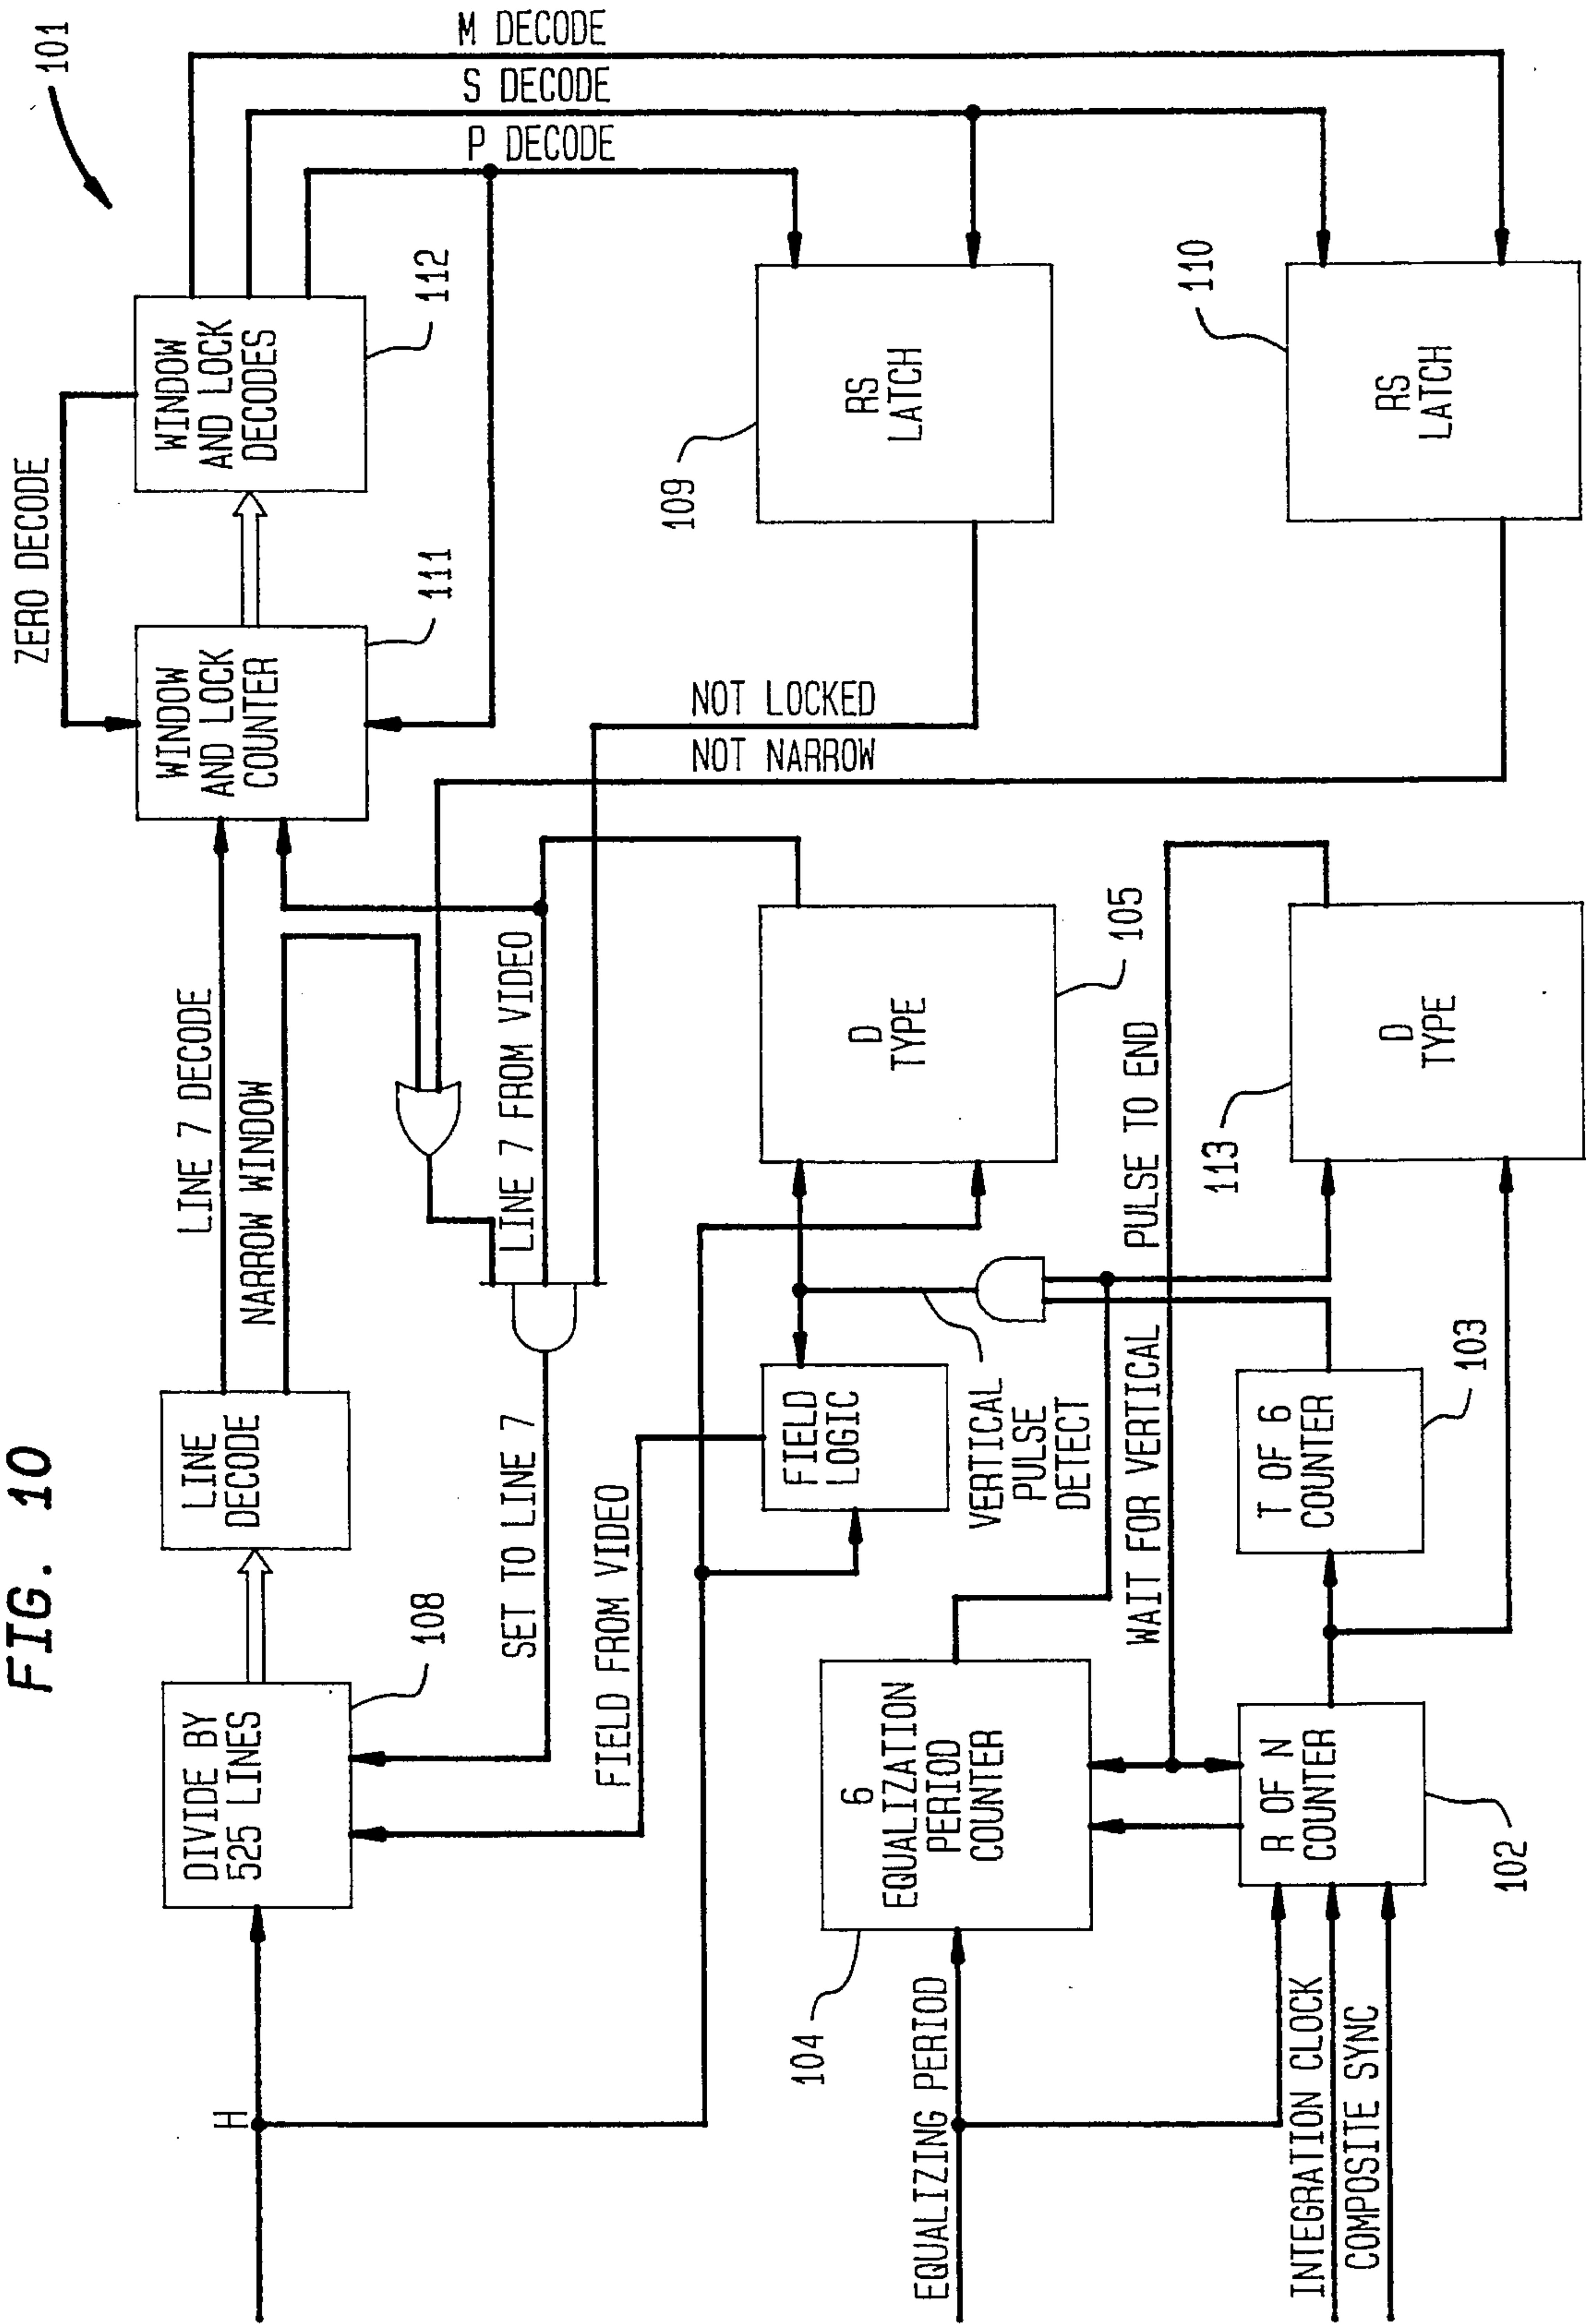 FIG. 10
101
H
DIVIDE BY
525 LINES
108
LINE
DECODE
LINE 7 DECODE
NARROW WINDOW
ZERO DECODE
WINDOW
AND LOCK
COUNTER
111
WINDOW
AND LOCK
DECODES
112
M DECODE
S DECODE
P DECODE
SET TO LINE 7
LINE 7 FROM VIDEO
NOT LOCKED
NOT NARROW
FIELD FROM VIDEO
FIELD
LOGIC
VERTICAL
PULSE
DETECT
D
TYPE
105
RS
LATCH
109
EQUALIZING PERIOD
104
6
EQUALIZATION
PERIOD
COUNTER
WAIT FOR VERTICAL PULSE TO END
INTEGRATION CLOCK
COMPOSITE SYNC
R OF N
COUNTER
102
T OF 6
COUNTER
103
113
D
TYPE
110
RS
LATCH